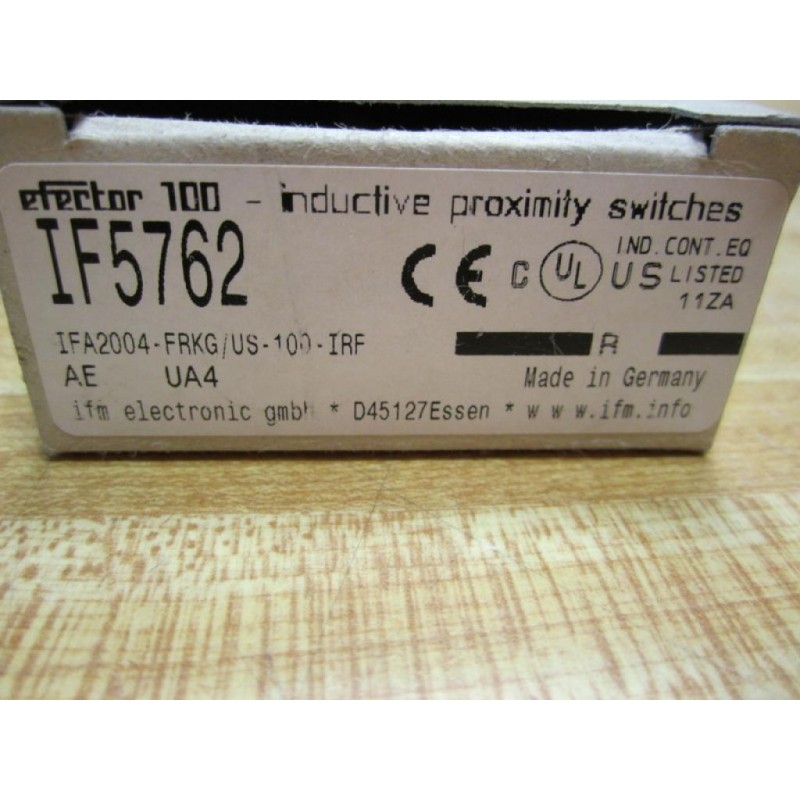 efector 100 - inductive proximity switches
IF5762
CE C UL US IND. CONT. EQ
LISTED
11ZA
IFA2004-FRKG/US-100-IRF
R
AE UA4
Made in Germany
ifm electronic gmbh * D45127Essen * w w w.ifm.info